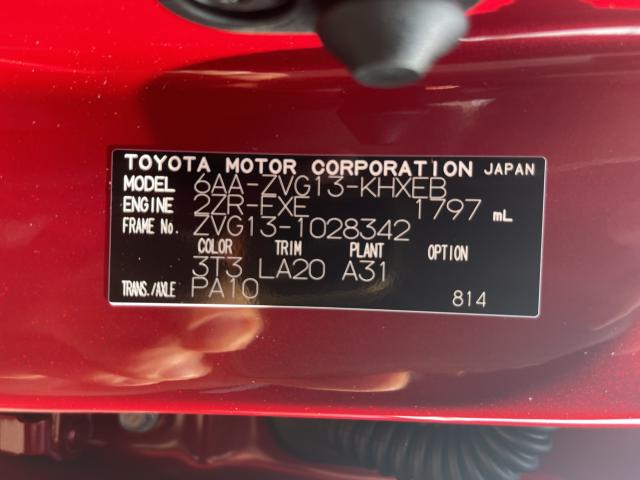 TOYOTA MOTOR CORPORATION JAPAN
MODEL 6AA-ZVG13-KHXEB
ENGINE 2ZR-FXE 1797 mL
FRAME No. ZVG13-1028342
COLOR TRIM PLANT OPTION
3T3 LA20 A31
TRANS./AXLE PA10
814